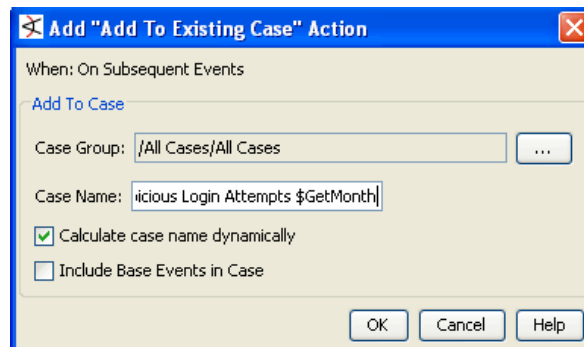 Add "Add To Existing Case" Action
When: On Subsequent Events
Add To Case
Case Group: /All Cases/All Cases ...
Case Name: Login Attempts $GetMonth
Calculate case name dynamically
Include Base Events in Case
OK Cancel Help